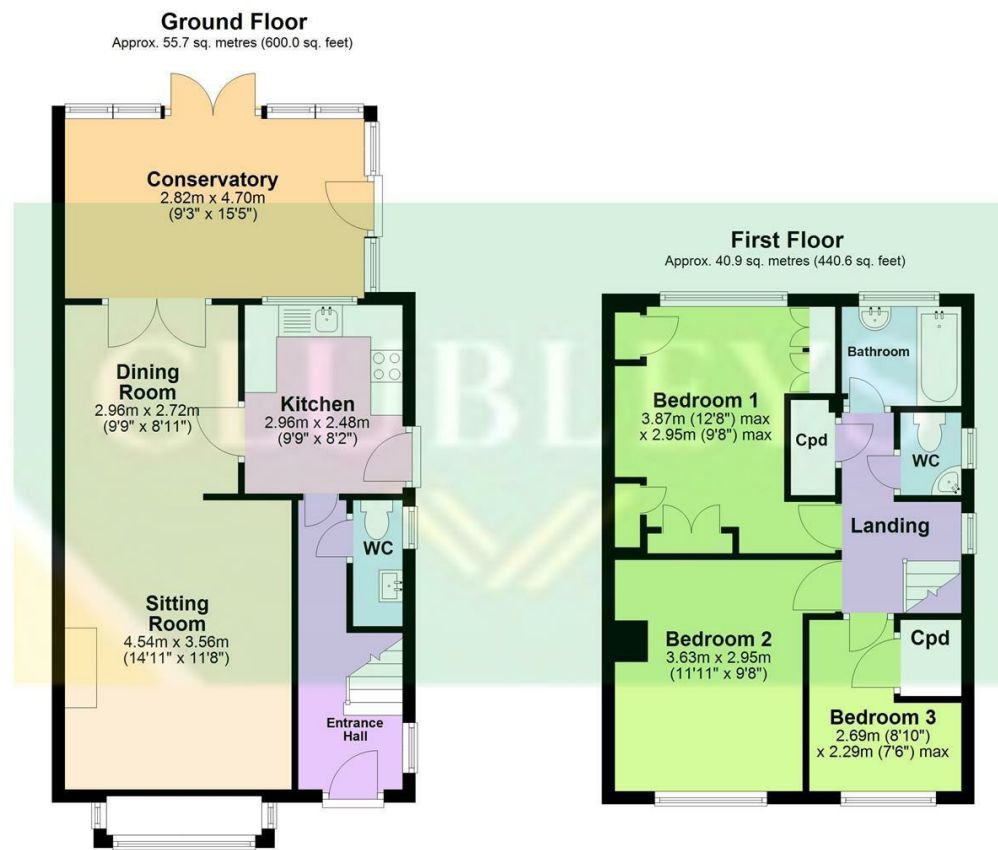 Ground Floor
Approx. 55.7 sq. metres (600.0 sq. feet)
Conservatory
2.82m x 4.70m
(9'3" x 15'5")
Dining
Room
2.96m x 2.72m
(9'9" x 8'11")
Kitchen
2.96m x 2.48m
(9'9" x 8'2")
WC
Sitting
Room
4.54m x 3.56m
(14'11" x 11'8")
Entrance
Hall
First Floor
Approx. 40.9 sq. metres (440.6 sq. feet)
Bathroom
Bedroom 1
3.87m (12'8") max
x 2.95m (9'8") max
Cpd
WC
Landing
Bedroom 2
3.63m x 2.95m
(11'11" x 9'8")
Cpd
Bedroom 3
2.69m (8'10")
x 2.29m (7'6") max
CLUBLEYS